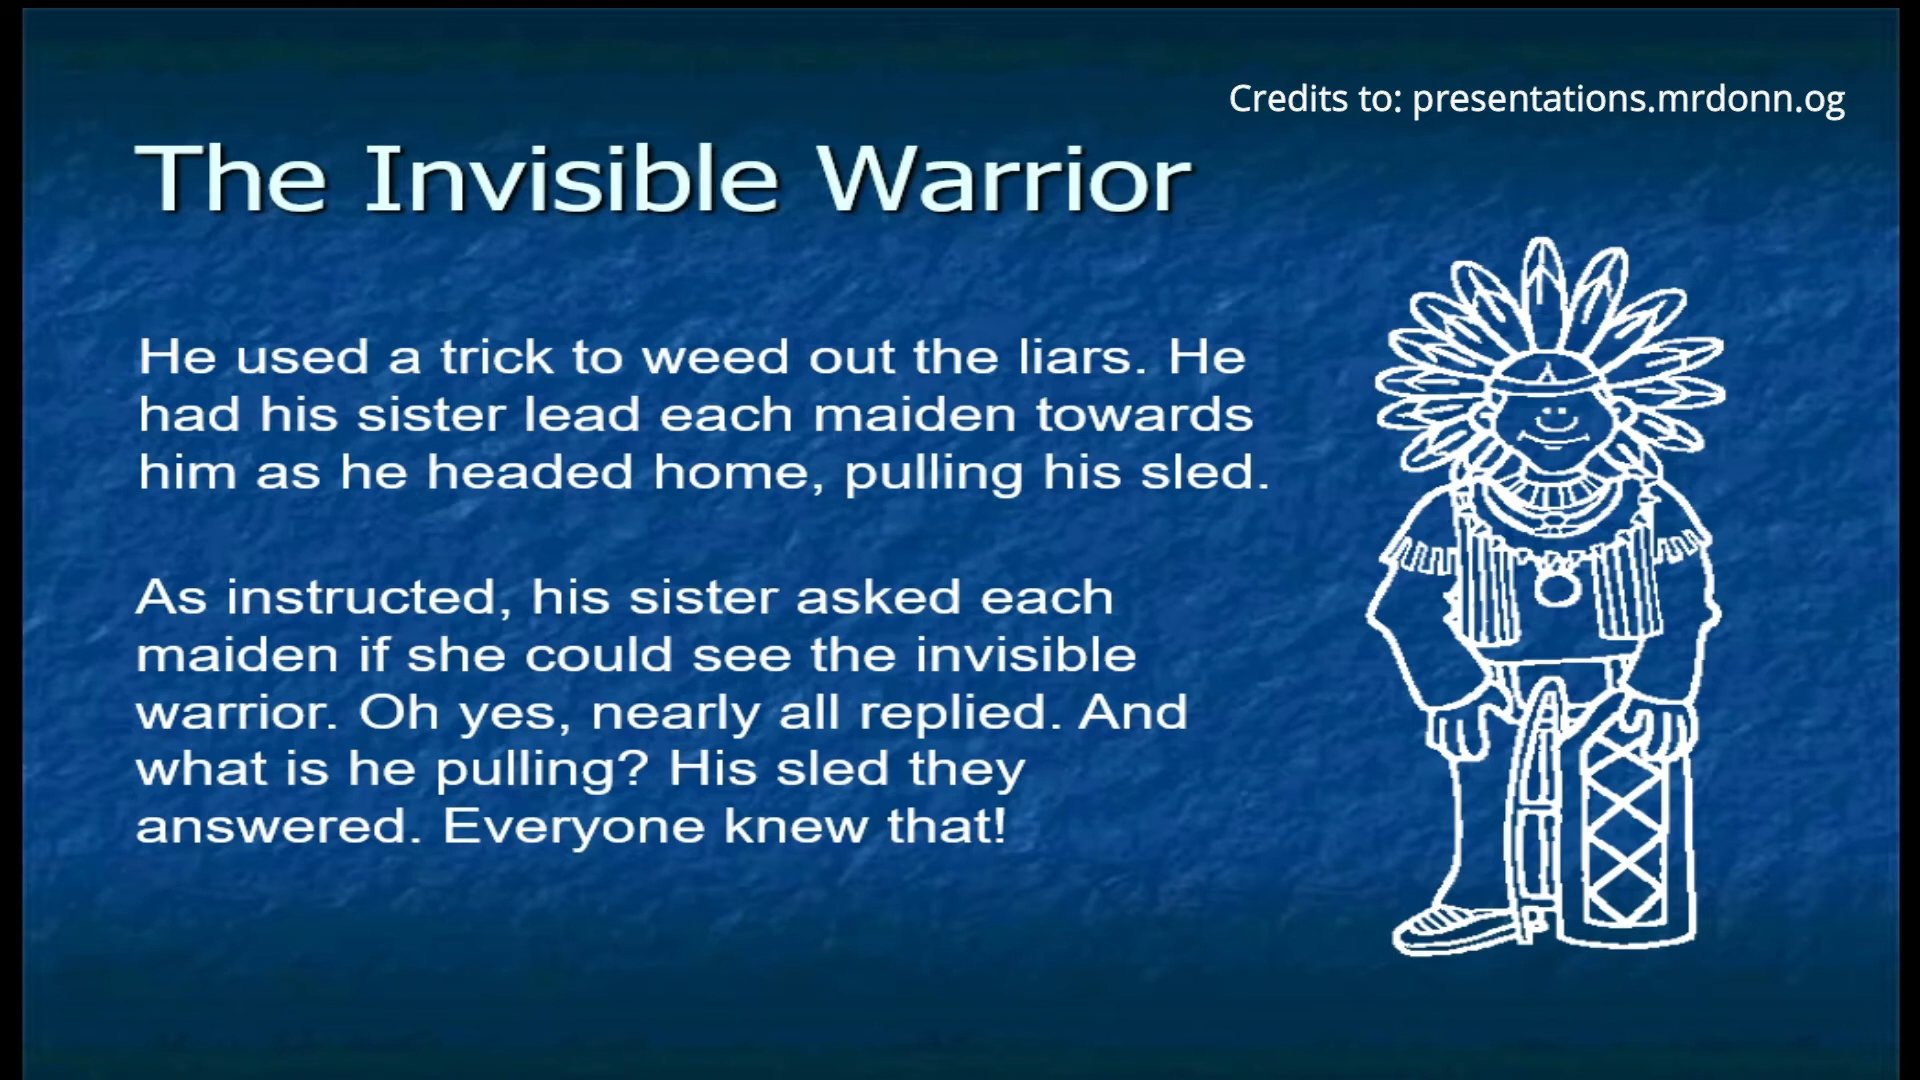 Credits to: presentations.mrdonn.og
The Invisible Warrior
He used a trick to weed out the liars. He
had his sister lead each maiden towards
him as he headed home, pulling his sled.
As instructed, his sister asked each
maiden if she could see the invisible
warrior. Oh yes, nearly all replied. And
what is he pulling? His sled they
answered. Everyone knew that!